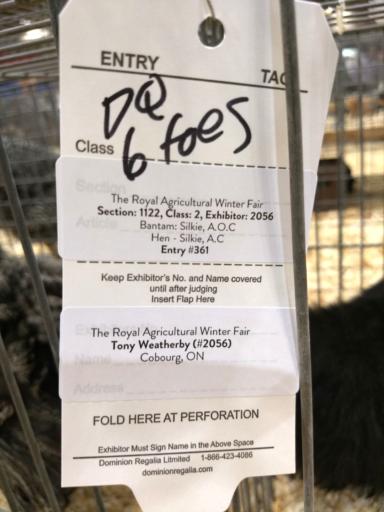 ENTRY TAG
DQ
6 toes
Class
Section
The Royal Agricultural Winter Fair
Section: 1122, Class: 2, Exhibitor: 2056
Article
Bantam: Silkie, A.O.C
Hen - Silkie, A.C
Entry #361
Keep Exhibitor's No. and Name covered
until after judging
Insert Flap Here
The Royal Agricultural Winter Fair
Tony Weatherby (#2056)
Name
Cobourg, ON
Address
FOLD HERE AT PERFORATION
Exhibitor Must Sign Name in the Above Space
Dominion Regalia Limited 1-866-423-4086
dominionregalia.com